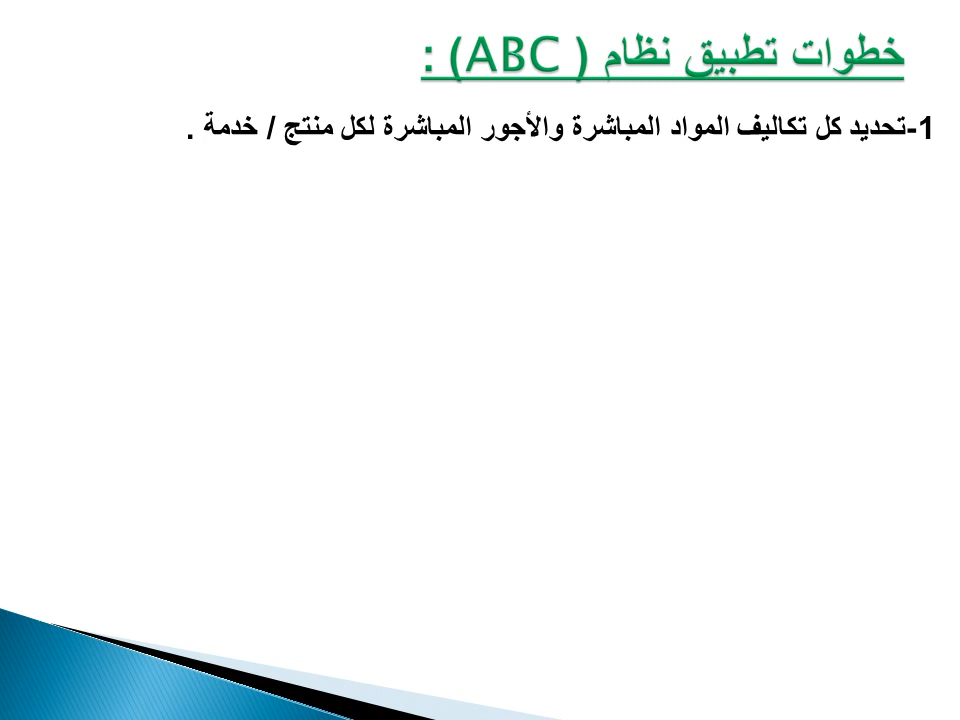 خطوات تطبيق نظام ( ABC) :
1-تحديد كل تكاليف المواد المباشرة والأجور المباشرة لكل منتج / خدمة .